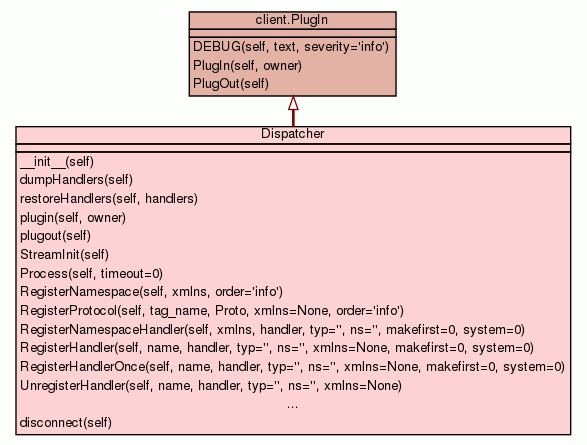 client.PlugIn
DEBUG(self, text, severity='info')
PlugIn(self, owner)
PlugOut(self)
Dispatcher
__init__(self)
dumpHandlers(self)
restoreHandlers(self, handlers)
plugin(self, owner)
plugout(self)
StreamInit(self)
Process(self, timeout=0)
RegisterNamespace(self, xmlns, order='info')
RegisterProtocol(self, tag_name, Proto, xmlns=None, order='info')
RegisterNamespaceHandler(self, xmlns, handler, typ='', ns='', makefirst=0, system=0)
RegisterHandler(self, name, handler, typ='', ns='', xmlns=None, makefirst=0, system=0)
RegisterHandlerOnce(self, name, handler, typ='', ns='', xmlns=None, makefirst=0, system=0)
UnregisterHandler(self, name, handler, typ='', ns='', xmlns=None)
...
disconnect(self)